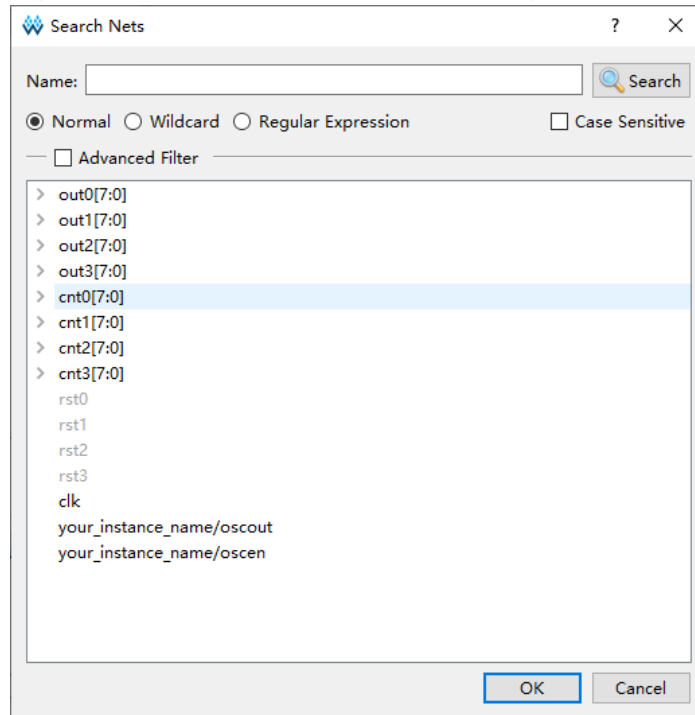 Search Nets
Name:
Search
Normal Wildcard Regular Expression Case Sensitive
Advanced Filter
out0[7:0]
out1[7:0]
out2[7:0]
out3[7:0]
cnt0[7:0]
cnt1[7:0]
cnt2[7:0]
cnt3[7:0]
rst0
rst1
rst2
rst3
clk
your_instance_name/oscout
your_instance_name/oscen
OK Cancel